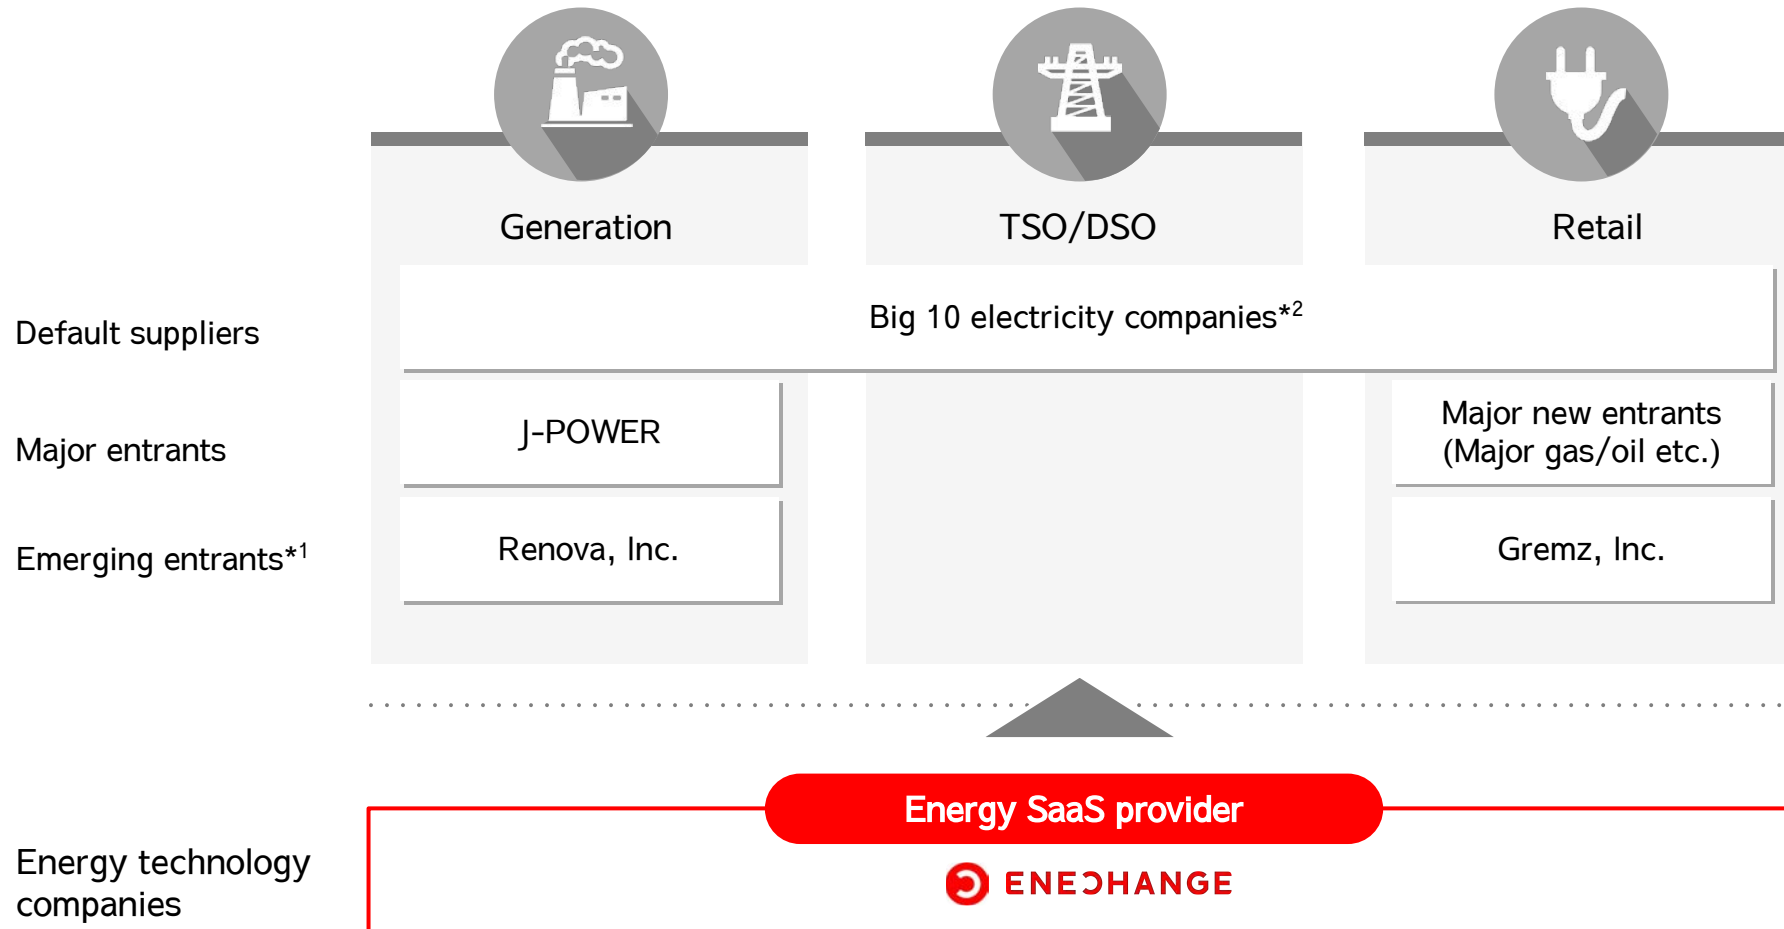 Generation
TSO/DSO
Retail
Default suppliers
Big 10 electricity companies*2
Major entrants
J-POWER
Major new entrants
(Major gas/oil etc.)
Emerging entrants*1
Renova, Inc.
Gremz, Inc.
Energy SaaS provider
Energy technology
companies
ENECHANGE